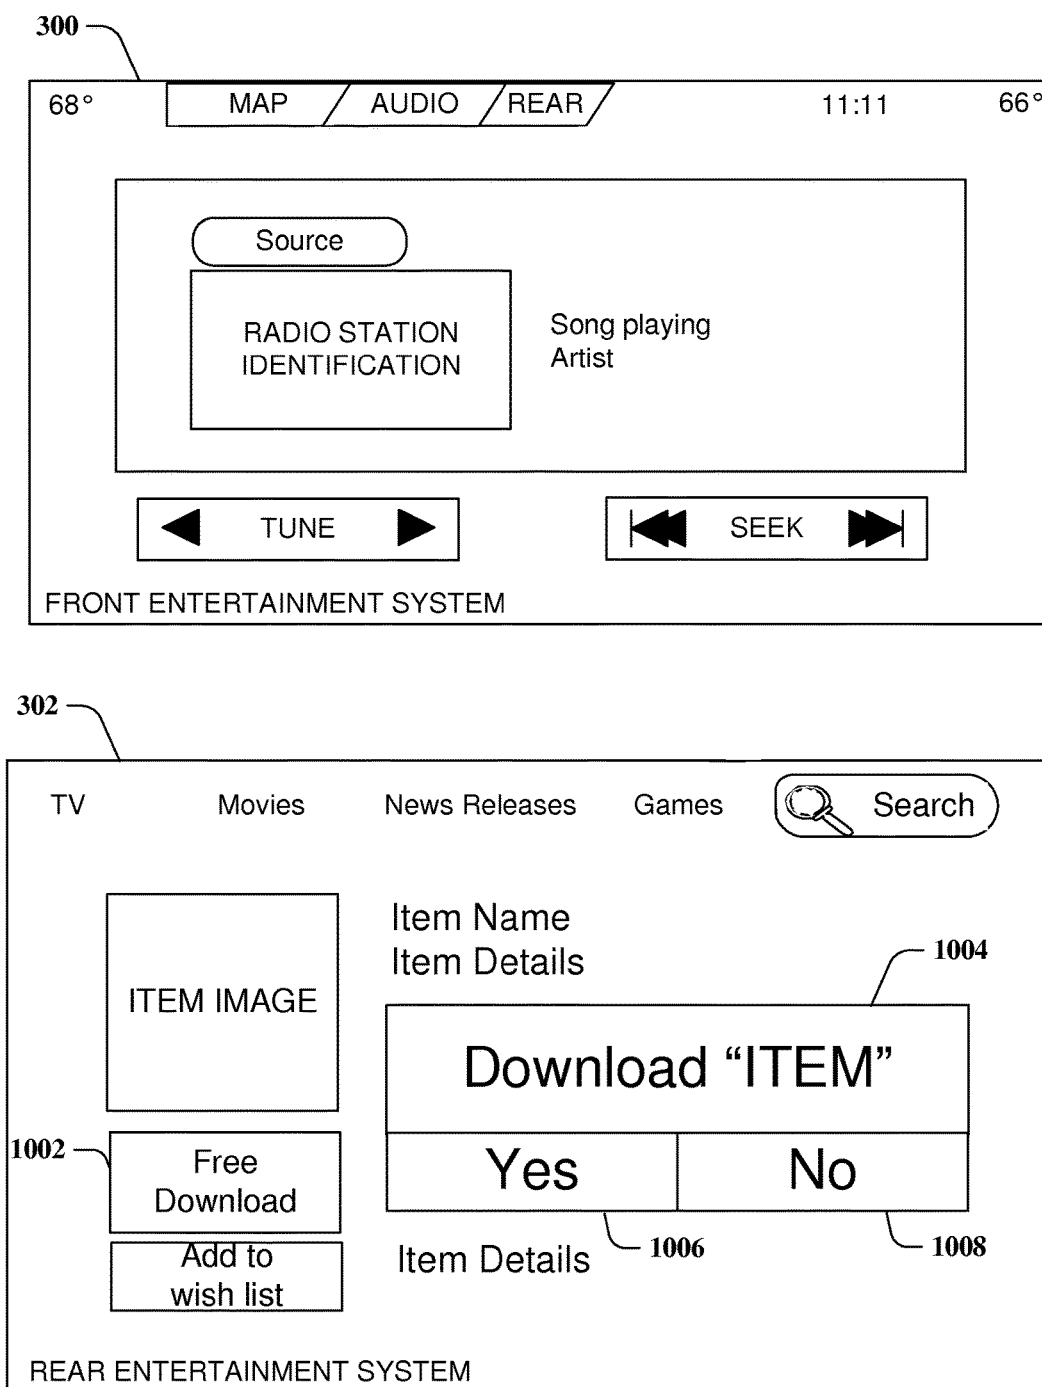 300
68°
MAP
AUDIO
REAR
11:11
66°
Source
RADIO STATION
IDENTIFICATION
Song playing
Artist
TUNE
SEEK
FRONT ENTERTAINMENT SYSTEM
302
TV
Movies
News Releases
Games
Search
ITEM IMAGE
Item Name
Item Details
1004
Download “ITEM”
Yes
No
1002
Free
Download
1006
1008
Add to
wish list
Item Details
REAR ENTERTAINMENT SYSTEM